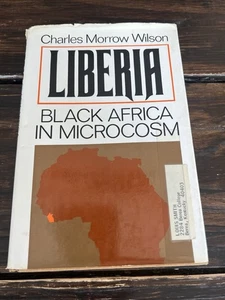 Charles Morrow Wilson
LIBERIA
BLACK AFRICA
IN MICROCOSM